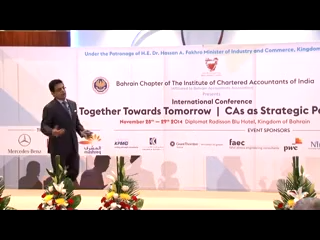 Under the Patronage of H.E. Dr. Hassan A. Fakhro Minister of Industry and Commerce, Kingdom
Bahrain Chapter of The Institute of Chartered Accountants of India
Presents
International Conference
Together Towards Tomorrow | CAs as Strategic Pa
November 28th - 29th 2014 Diplomat Radisson Blu Hotel, Kingdom of Bahrain
EVENT SPONSORS
Mercedes-Benz
KPMG
faec
pwc